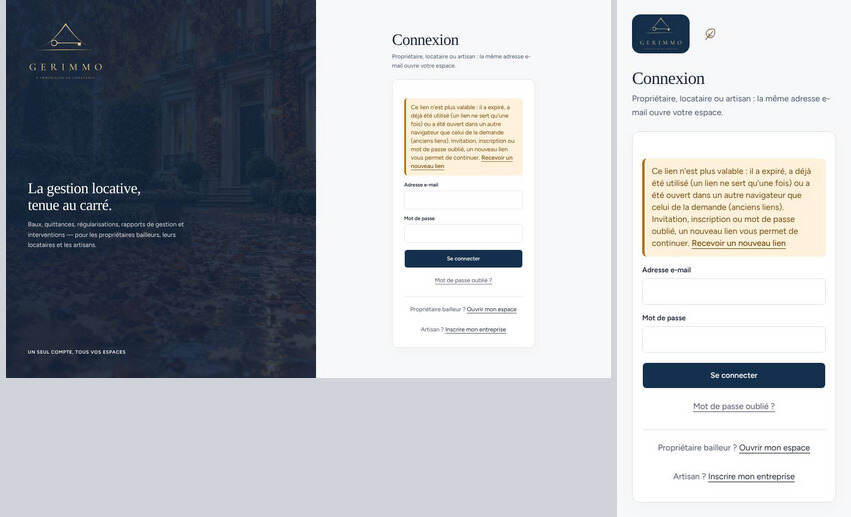 GERIMMO
La gestion locative,
tenue au carré.
Baux, quittances, régularisations, rapports de gestion et
interventions — pour les propriétaires bailleurs, leurs
locataires et les artisans.
UN SEUL COMPTE, TOUS VOS ESPACES
Connexion
Propriétaire, locataire ou artisan : la même adresse e-
mail ouvre votre espace.
Ce lien n'est plus valable : il a expiré, a
déjà été utilisé (un lien ne sert qu'une
fois) ou a été ouvert dans un autre
navigateur que celui de la demande
(anciens liens). Invitation, inscription ou
mot de passe oublié, un nouveau lien
vous permet de continuer. Recevoir un
nouveau lien
Adresse e-mail
Mot de passe
Se connecter
Mot de passe oublié ?
Propriétaire bailleur ? Ouvrir mon espace
Artisan ? Inscrire mon entreprise
GERIMMO
Connexion
Propriétaire, locataire ou artisan : la même adresse e-
mail ouvre votre espace.
Ce lien n'est plus valable : il a expiré, a déjà
été utilisé (un lien ne sert qu'une fois) ou a
été ouvert dans un autre navigateur que
celui de la demande (anciens liens).
Invitation, inscription ou mot de passe
oublié, un nouveau lien vous permet de
continuer. Recevoir un nouveau lien
Adresse e-mail
Mot de passe
Se connecter
Mot de passe oublié ?
Propriétaire bailleur ? Ouvrir mon espace
Artisan ? Inscrire mon entreprise